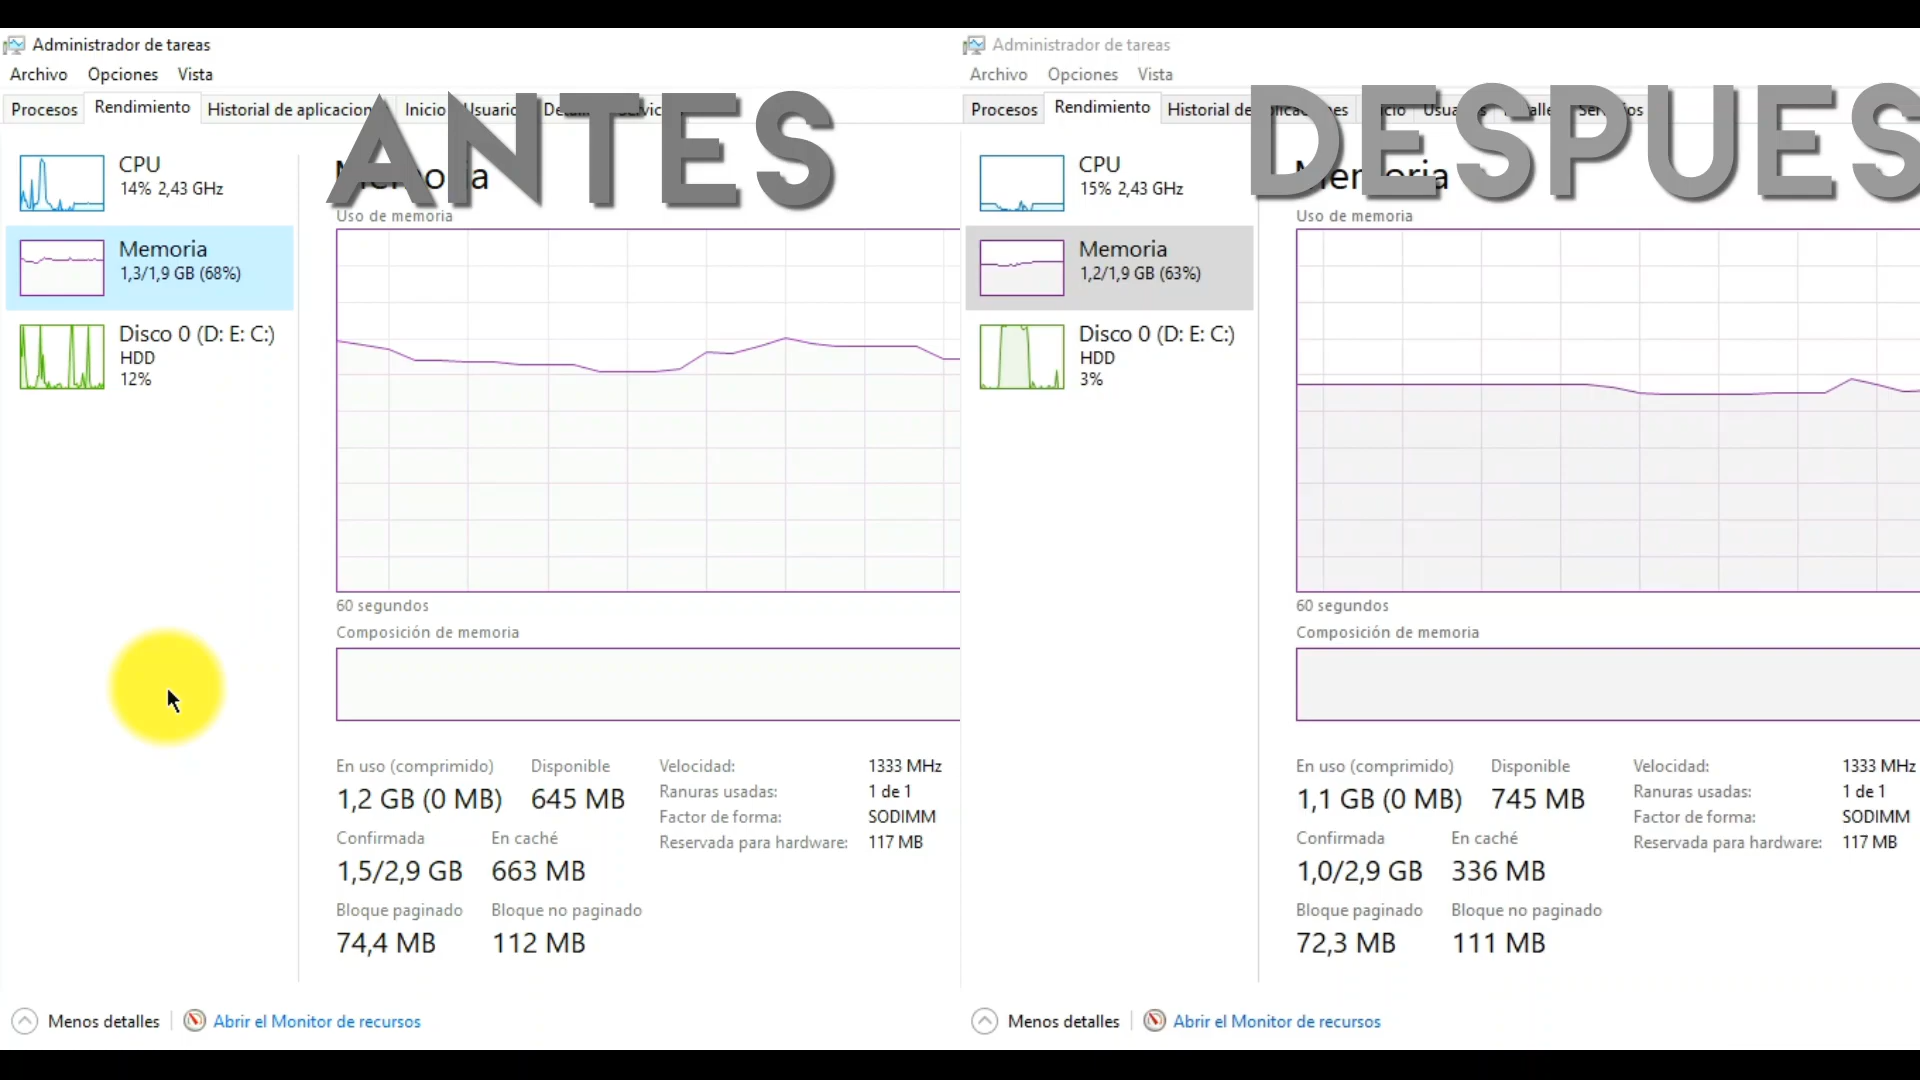 Administrador de tareas
Archivo Opciones Vista
Procesos Rendimiento Historial de Inicio
ANTES
CPU
14% 2,43 GHz
Memoria
1,3/1,9 GB (68%)
Disco 0 (D: E: C:)
HDD
12%
Memoria
Uso de memoria
60 segundos
Composición de memoria
En uso (comprimido) Disponible
1,2 GB (0 MB) 645 MB
Confirmada En caché
1,5/2,9 GB 663 MB
Bloque paginado Bloque no paginado
74,4 MB 112 MB
Velocidad: 1333 MHz
Ranuras usadas: 1 de 1
Factor de forma: SODIMM
Reservada para hardware: 117 MB
Menos detalles Abrir el Monitor de recursos
Administrador de tareas
Archivo Opciones Vista
Procesos Rendimiento Historial de
DESPUES
CPU
15% 2,43 GHz
Memoria
1,2/1,9 GB (63%)
Disco 0 (D: E: C:)
HDD
3%
Memoria
Uso de memoria
60 segundos
Composición de memoria
En uso (comprimido) Disponible
1,1 GB (0 MB) 745 MB
Confirmada En caché
1,0/2,9 GB 336 MB
Bloque paginado Bloque no paginado
72,3 MB 111 MB
Velocidad: 1333 MHz
Ranuras usadas: 1 de 1
Factor de forma: SODIMM
Reservada para hardware: 117 MB
Menos detalles Abrir el Monitor de recursos